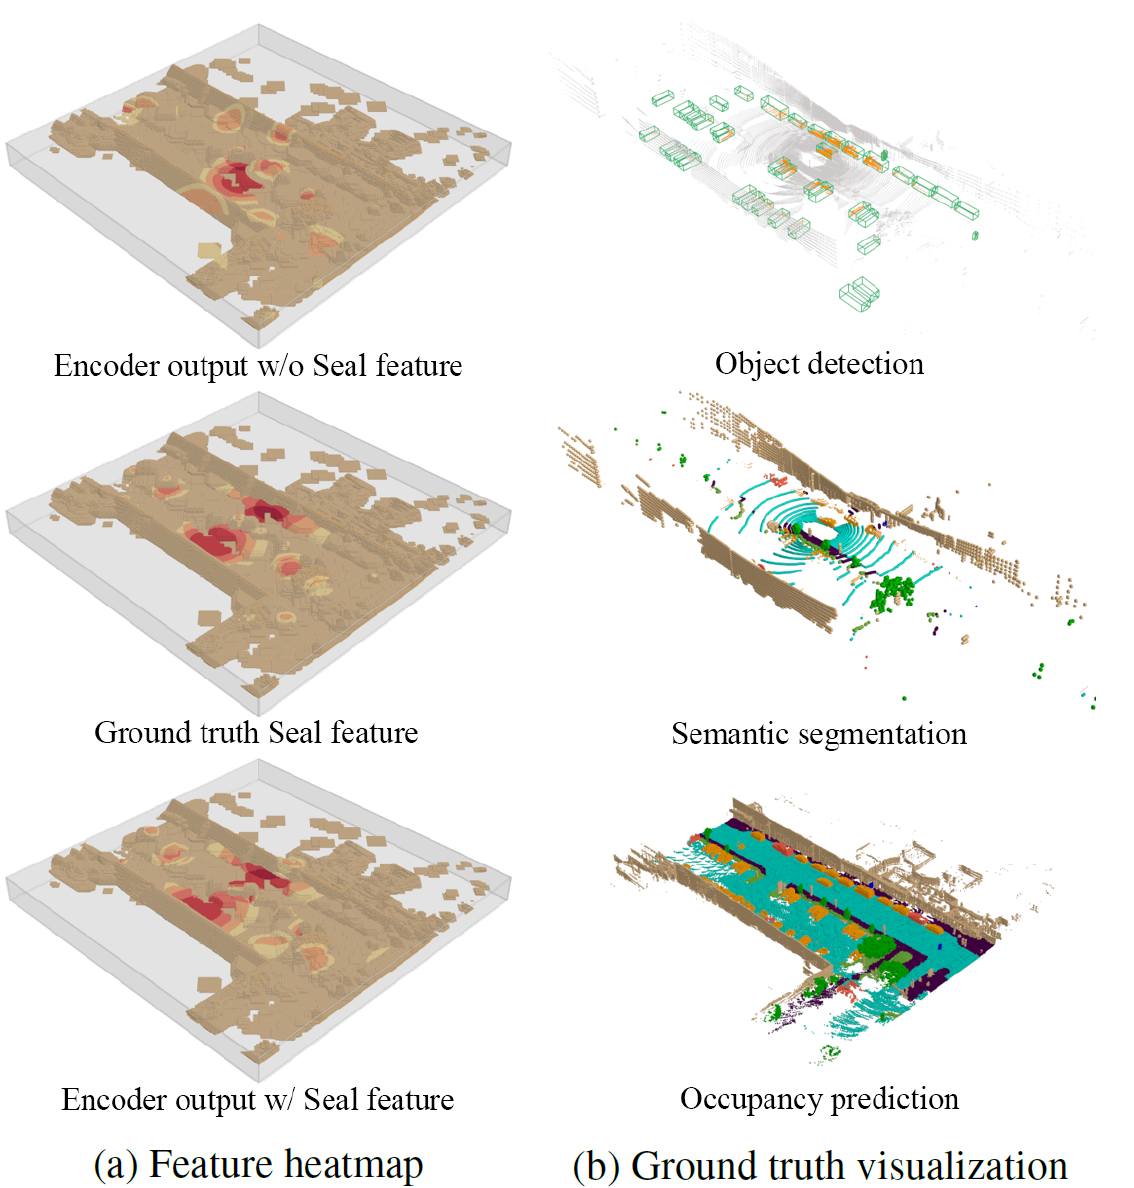 Encoder output w/o Seal feature
Object detection
Ground truth Seal feature
Semantic segmentation
Encoder output w/ Seal feature
Occupancy prediction
(a) Feature heatmap
(b) Ground truth visualization